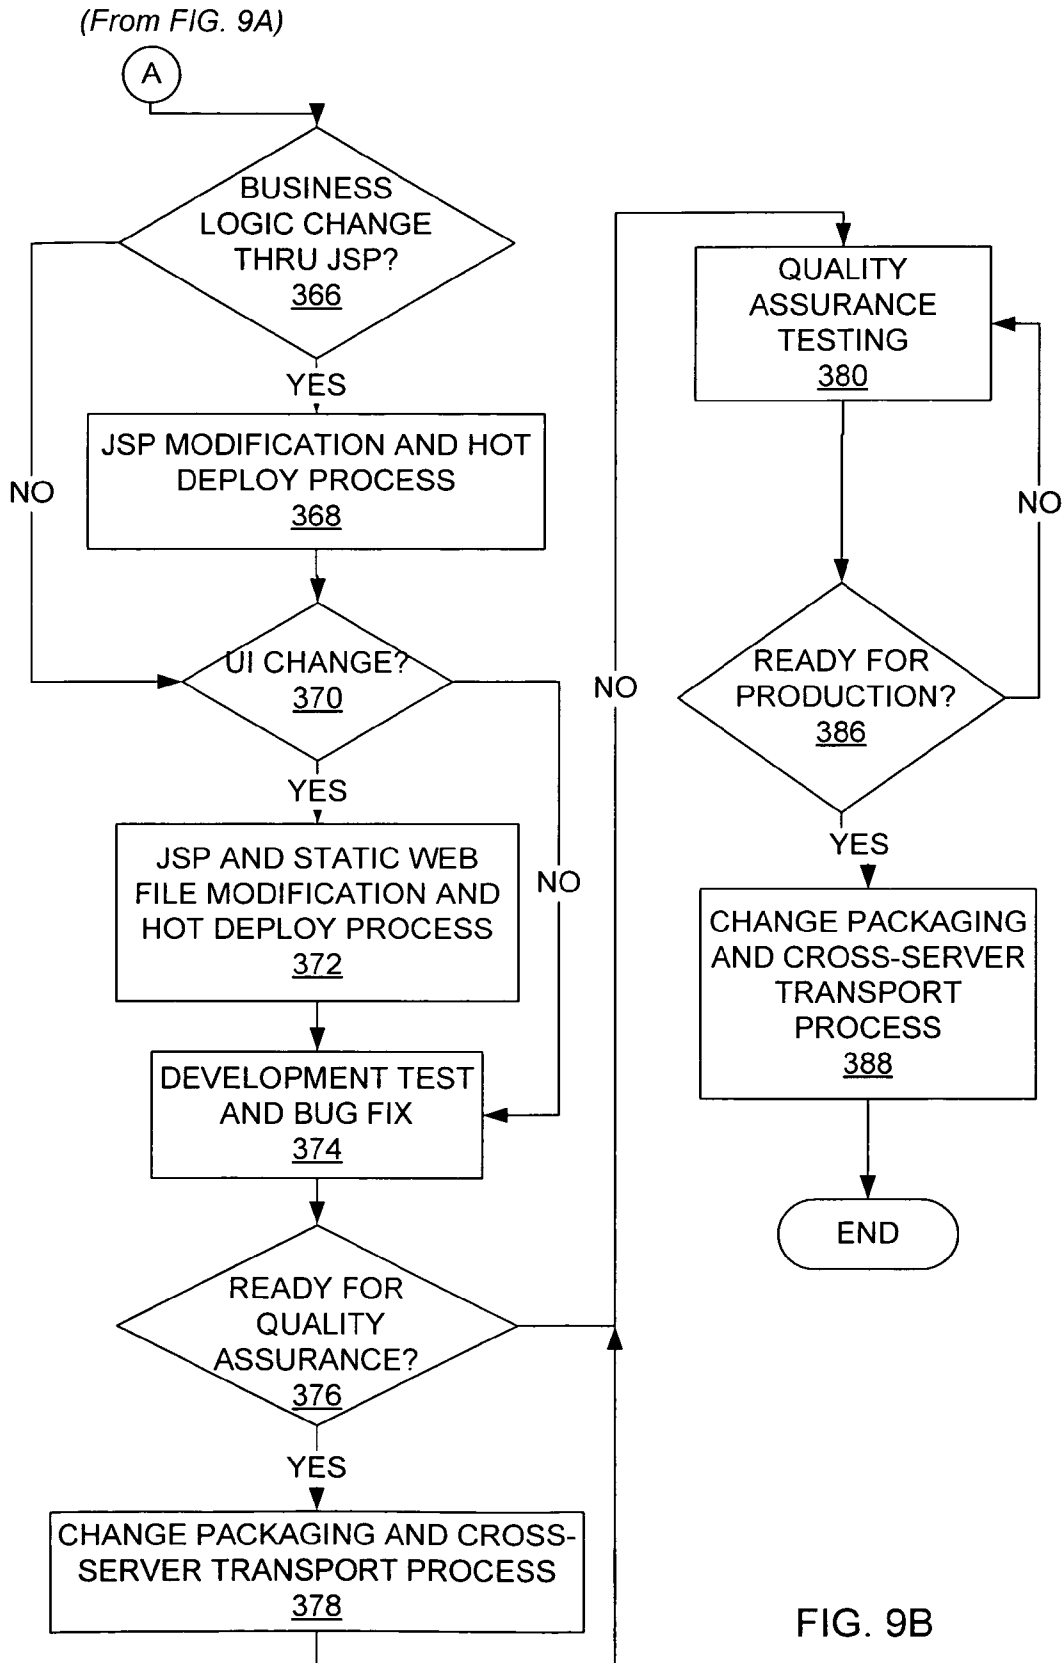 (From FIG. 9A)
A
BUSINESS
LOGIC CHANGE
THRU JSP?
366
YES
JSP MODIFICATION AND HOT
DEPLOY PROCESS
368
NO
UI CHANGE?
370
YES
JSP AND STATIC WEB
FILE MODIFICATION AND
HOT DEPLOY PROCESS
372
NO
DEVELOPMENT TEST
AND BUG FIX
374
READY FOR
QUALITY
ASSURANCE?
376
YES
CHANGE PACKAGING AND CROSS-
SERVER TRANSPORT PROCESS
378
NO
QUALITY
ASSURANCE
TESTING
380
NO
READY FOR
PRODUCTION?
386
YES
CHANGE PACKAGING
AND CROSS-SERVER
TRANSPORT
PROCESS
388
END
FIG. 9B